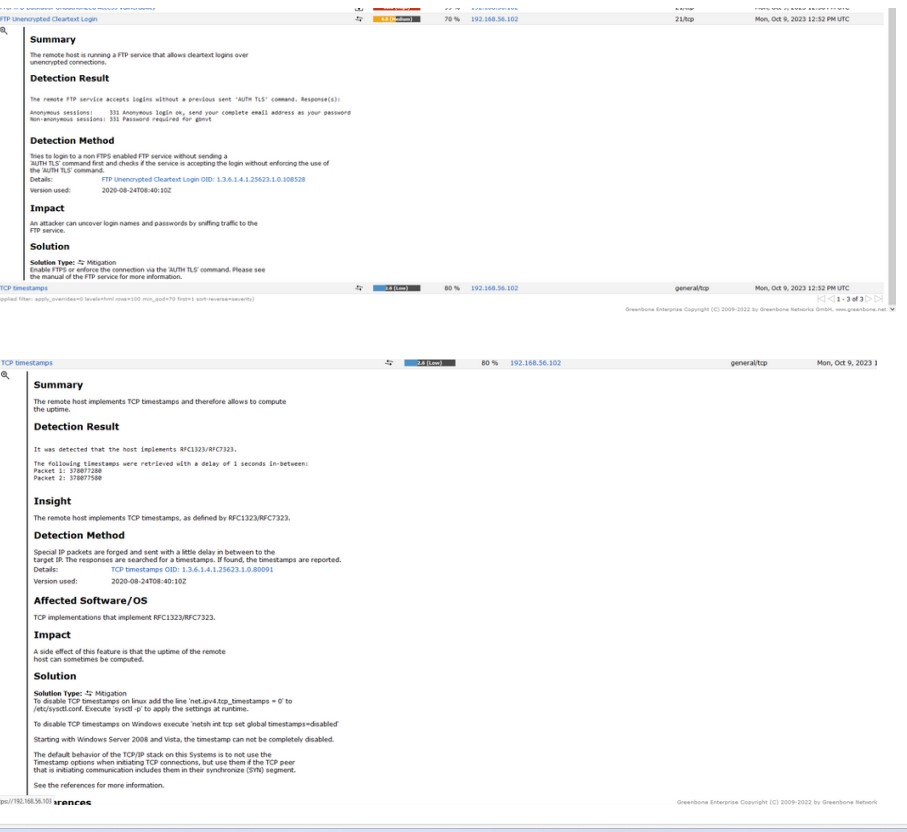 FTP Unencrypted Cleartext Login 70 % 192.168.56.102 21/tcp Mon, Oct 9, 2023 12:52 PM UTC
Summary
The remote host is running a FTP service that allows cleartext logins over
unencrypted connections.
Detection Result
The remote FTP service accepts logins without a previous sent 'AUTH TLS' command. Response(s):
Anonymous sessions: 331 Anonymous login ok, send your complete email address as your password
Non-anonymous sessions: 331 Password required for gbnvt
Detection Method
Tries to login to a non FTPS enabled FTP service without sending a
'AUTH TLS' command first and checks if the service is accepting the login without enforcing the use of
the 'AUTH TLS' command.
Details: FTP Unencrypted Cleartext Login OID: 1.3.6.1.4.1.25623.1.0.108528
Version used: 2020-08-24T08:40:10Z
Impact
An attacker can uncover login names and passwords by sniffing traffic to the
FTP service.
Solution
Solution Type: Mitigation
Enable FTPS or enforce the connection via the 'AUTH TLS' command. Please see
the manual of the FTP service for more information.
TCP timestamps 2.6 (Low) 80 % 192.168.56.102 general/tcp Mon, Oct 9, 2023 12:52 PM UTC
apply_overrides=0 levels=hml rows=100 min_qod=70 first=1 sort-reverse=severity) 1 - 3 of 3
Greenbone Enterprise Copyright (C) 2009-2022 by Greenbone Networks GmbH, www.greenbone.net
TCP timestamps 2.6 (Low) 80 % 192.168.56.102 general/tcp Mon, Oct 9, 2023 1
Summary
The remote host implements TCP timestamps and therefore allows to compute
the uptime.
Detection Result
It was detected that the host implements RFC1323/RFC7323.
The following timestamps were retrieved with a delay of 1 seconds in-between:
Packet 1: 378077280
Packet 2: 378077580
Insight
The remote host implements TCP timestamps, as defined by RFC1323/RFC7323.
Detection Method
Special IP packets are forged and sent with a little delay in between to the
target IP. The responses are searched for a timestamps. If found, the timestamps are reported.
Details: TCP timestamps OID: 1.3.6.1.4.1.25623.1.0.80091
Version used: 2020-08-24T08:40:10Z
Affected Software/OS
TCP implementations that implement RFC1323/RFC7323.
Impact
A side effect of this feature is that the uptime of the remote
host can sometimes be computed.
Solution
Solution Type: Mitigation
To disable TCP timestamps on linux add the line 'net.ipv4.tcp_timestamps = 0' to
/etc/sysctl.conf. Execute 'sysctl -p' to apply the settings at runtime.
To disable TCP timestamps on Windows execute 'netsh int tcp set global timestamps=disabled'
Starting with Windows Server 2008 and Vista, the timestamp can not be completely disabled.
The default behavior of the TCP/IP stack on this Systems is to not use the
Timestamp options when initiating TCP connections, but use them if the TCP peer
that is initiating communication includes them in their synchronize (SYN) segment.
See the references for more information.
Greenbone Enterprise Copyright (C) 2009-2022 by Greenbone Network